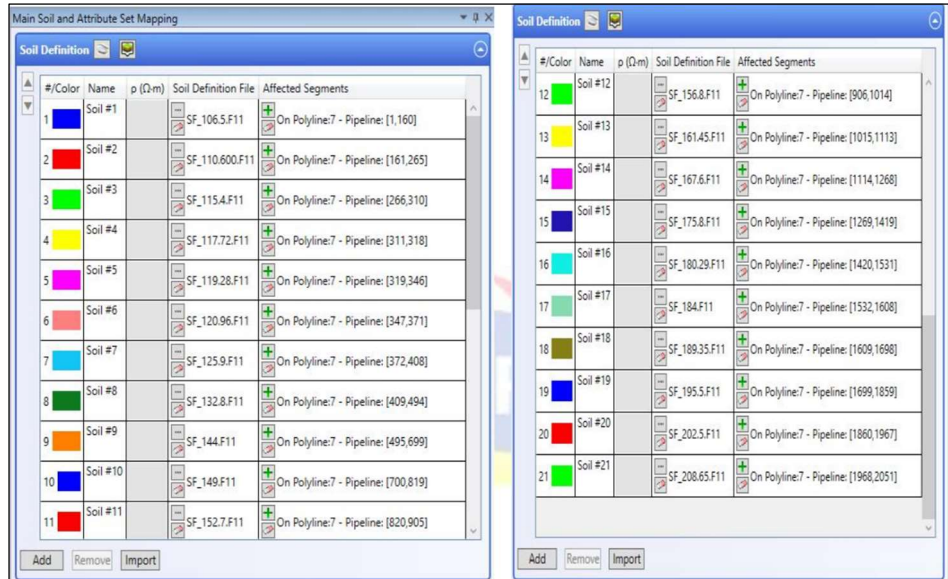 Main Soil and Attribute Set Mapping
Soil Definition
#/Color Name ρ (Ω·m) Soil Definition File Affected Segments
1 Soil #1 SF_106.5.F11 On Polyline:7 - Pipeline: [1,160]
2 Soil #2 SF_110.600.F11 On Polyline:7 - Pipeline: [161,265]
3 Soil #3 SF_115.4.F11 On Polyline:7 - Pipeline: [266,310]
4 Soil #4 SF_117.72.F11 On Polyline:7 - Pipeline: [311,318]
5 Soil #5 SF_119.28.F11 On Polyline:7 - Pipeline: [319,346]
6 Soil #6 SF_120.96.F11 On Polyline:7 - Pipeline: [347,371]
7 Soil #7 SF_125.9.F11 On Polyline:7 - Pipeline: [372,408]
8 Soil #8 SF_132.8.F11 On Polyline:7 - Pipeline: [409,494]
9 Soil #9 SF_144.F11 On Polyline:7 - Pipeline: [495,699]
10 Soil #10 SF_149.F11 On Polyline:7 - Pipeline: [700,819]
11 Soil #11 SF_152.7.F11 On Polyline:7 - Pipeline: [820,905]
Add Remove Import
Soil Definition
#/Color Name ρ (Ω·m) Soil Definition File Affected Segments
12 Soil #12 SF_156.8.F11 On Polyline:7 - Pipeline: [906,1014]
13 Soil #13 SF_161.45.F11 On Polyline:7 - Pipeline: [1015,1113]
14 Soil #14 SF_167.6.F11 On Polyline:7 - Pipeline: [1114,1268]
15 Soil #15 SF_175.8.F11 On Polyline:7 - Pipeline: [1269,1419]
16 Soil #16 SF_180.29.F11 On Polyline:7 - Pipeline: [1420,1531]
17 Soil #17 SF_184.F11 On Polyline:7 - Pipeline: [1532,1608]
18 Soil #18 SF_189.35.F11 On Polyline:7 - Pipeline: [1609,1698]
19 Soil #19 SF_195.5.F11 On Polyline:7 - Pipeline: [1699,1859]
20 Soil #20 SF_202.5.F11 On Polyline:7 - Pipeline: [1860,1967]
21 Soil #21 SF_208.65.F11 On Polyline:7 - Pipeline: [1968,2051]
Add Remove Import